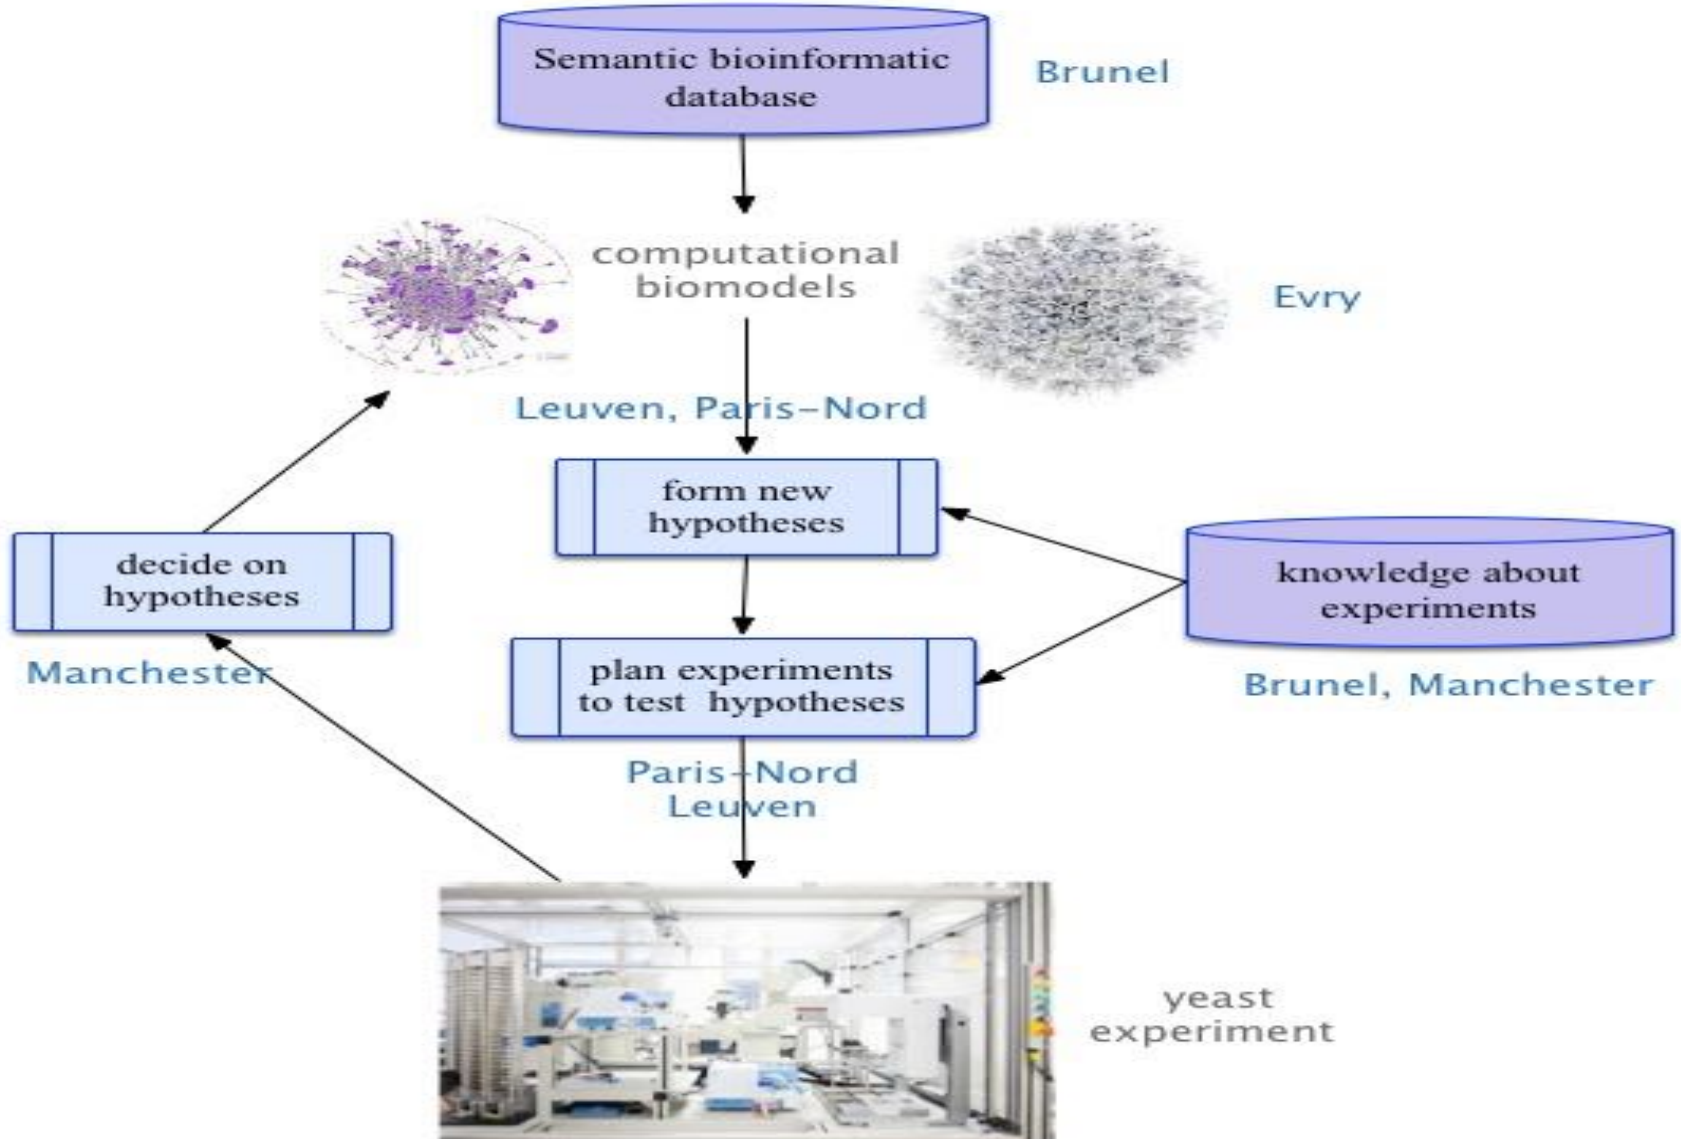 Semantic bioinformatic
database
Brunel
computational
biomodels
Evry
Leuven, Paris-Nord
form new
hypotheses
decide on
hypotheses
Manchester
knowledge about
experiments
Brunel, Manchester
plan experiments
to test hypotheses
Paris-Nord
Leuven
yeast
experiment